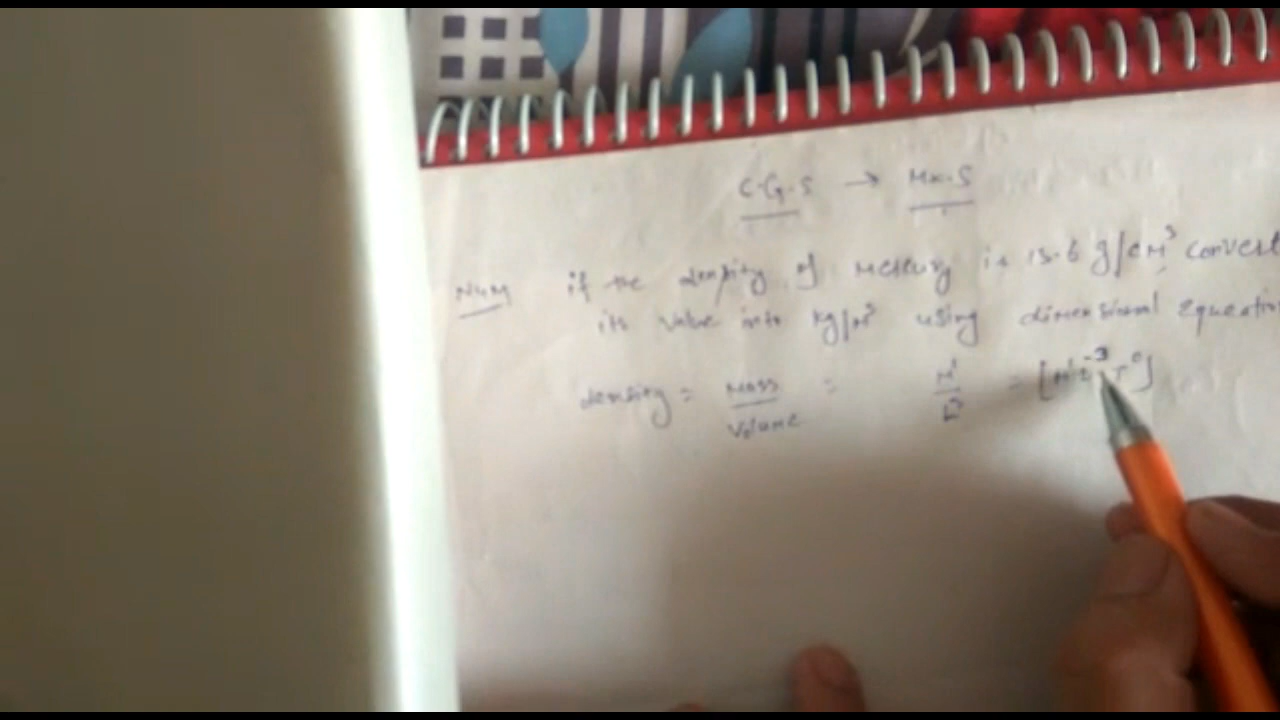 C.G.S → MK.S
Num if the density of Mercury is 13.6 g/cm³ convert
its value into kg/m³ using dimensional equation
density = Mass / Volume = M¹ / L³ = [M¹L⁻³T⁰]